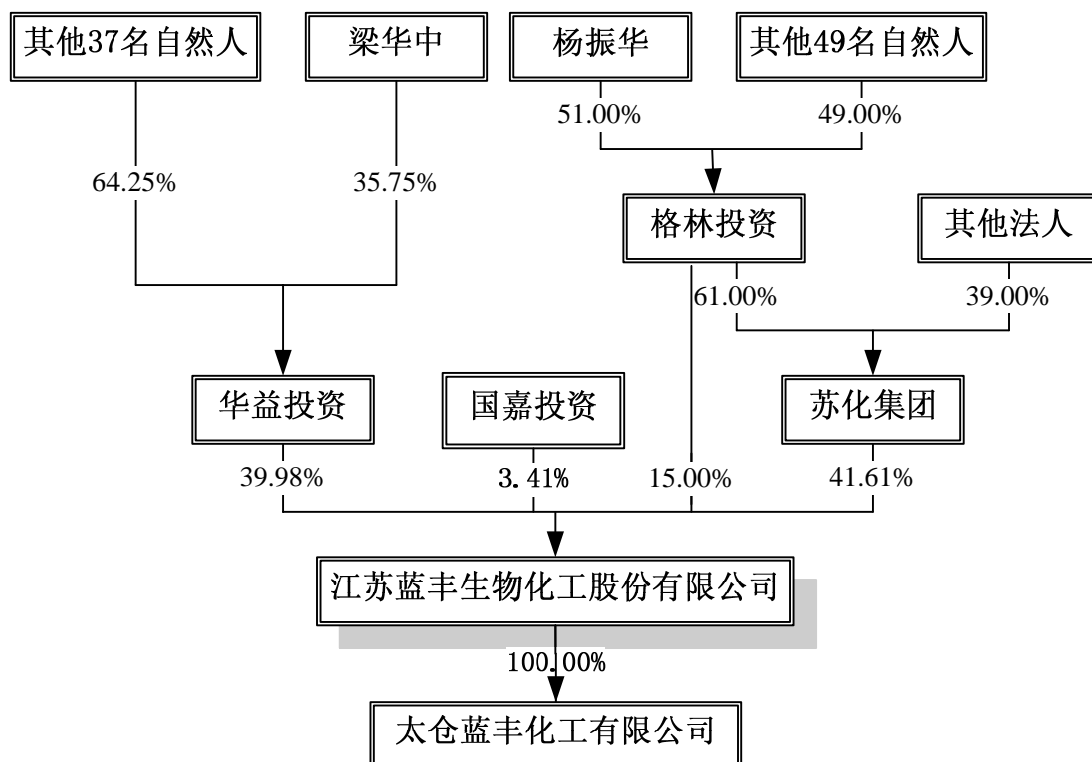 其他37名自然人
梁华中
杨振华
其他49名自然人
51.00%
49.00%
64.25%
35.75%
格林投资
其他法人
61.00%
39.00%
华益投资
国嘉投资
苏化集团
39.98%
3.41%
15.00%
41.61%
江苏蓝丰生物化工股份有限公司
100.00%
太仓蓝丰化工有限公司